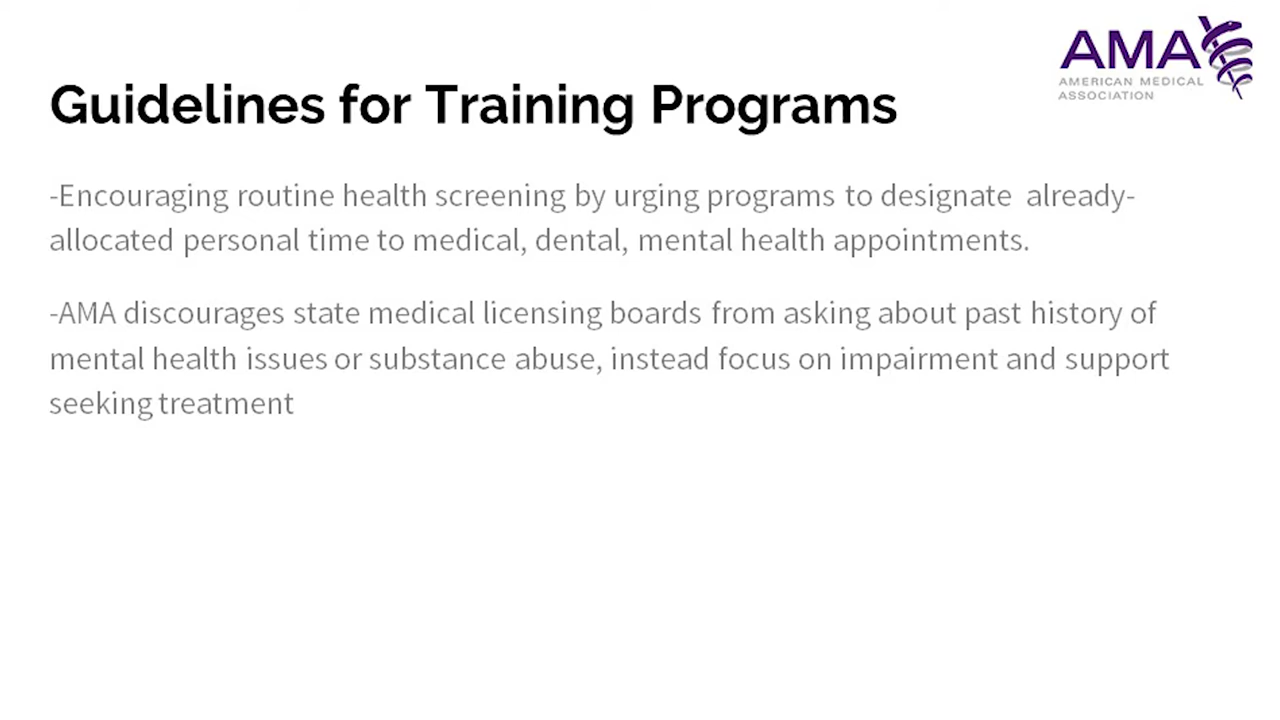 AMA
AMERICAN MEDICAL
ASSOCIATION
Guidelines for Training Programs
-Encouraging routine health screening by urging programs to designate already-
allocated personal time to medical, dental, mental health appointments.
-AMA discourages state medical licensing boards from asking about past history of
mental health issues or substance abuse, instead focus on impairment and support
seeking treatment